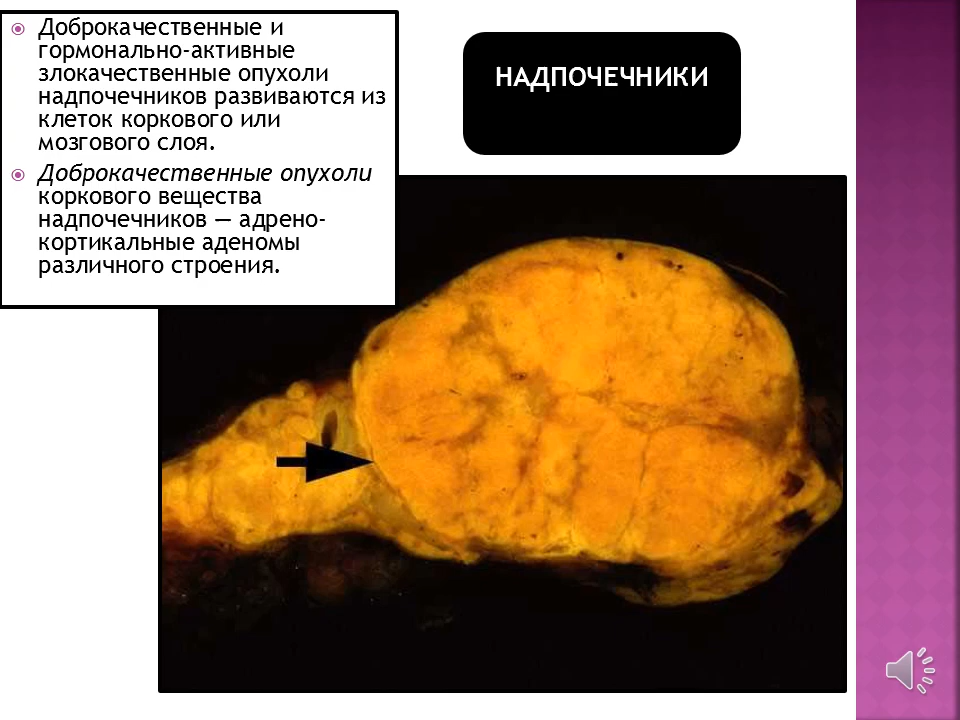 Доброкачественные и
гормонально-активные
злокачественные опухоли
надпочечников развиваются из
клеток коркового или
мозгового слоя.
Доброкачественные опухоли
коркового вещества
надпочечников — адрено-
кортикальные аденомы
различного строения.
НАДПОЧЕЧНИКИ